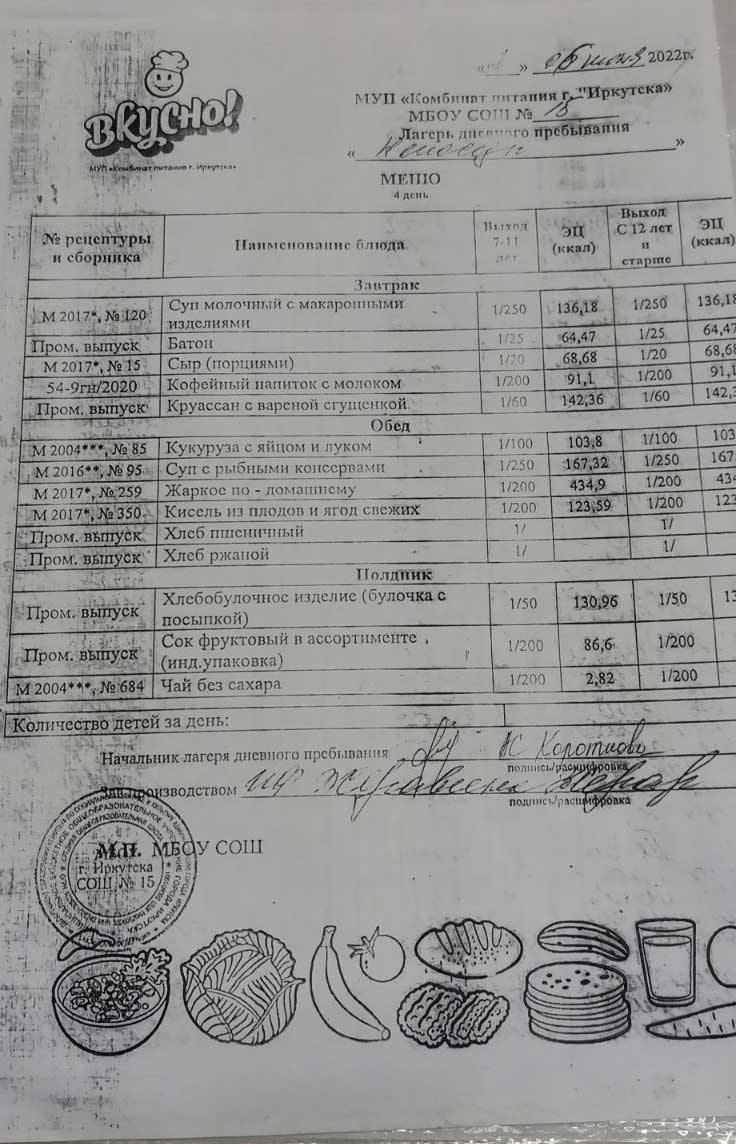 2022г.
МУП «Комбинат питания г. "Иркутска»
МБОУ СОШ № 15
Лагерь дневного пребывания
« »
Вкусно!
МУП «Комбинат питания г. Иркутска»
МЕНЮ
4 день
№ рецептуры и сборника Наименование блюда Выход 7-11 лет ЭЦ (ккал) Выход С 12 лет и старше ЭЦ (ккал)
Завтрак
М 2017*, № 120 Суп молочный с макаронными изделиями 1/250 136,18 1/250 136,18
Пром. выпуск Батон 1/25 64,47 1/25 64,47
М 2017*, № 15 Сыр (порциями) 1/20 68,68 1/20 68,68
54-9гн/2020 Кофейный напиток с молоком 1/200 91,1 1/200 91,1
Пром. выпуск Круассан с вареной сгущенкой 1/60 142,36 1/60 142,3
Обед
М 2004***, № 85 Кукуруза с яйцом и луком 1/100 103,8 1/100 103
М 2016**, № 95 Суп с рыбными консервами 1/250 167,32 1/250 167
М 2017*, № 259 Жаркое по - домашнему 1/200 434,9 1/200 434
М 2017*, № 350 Кисель из плодов и ягод свежих 1/200 123,59 1/200 123
Пром. выпуск Хлеб пшеничный 1/ 1/
Пром. выпуск Хлеб ржаной 1/ 1/
Полдник
Пром. выпуск Хлебобулочное изделие (булочка с посыпкой) 1/50 130,96 1/50 13
Пром. выпуск Сок фруктовый в ассортименте (инд.упаковка) 1/200 86,6 1/200
М 2004***, № 684 Чай без сахара 1/200 2,82 1/200
Количество детей за день:
Начальник лагеря дневного пребывания
подпись/расшифровка
Зав.производством
подпись/расшифровка
М.П. МБОУ СОШ
г. Иркутска
СОШ № 15